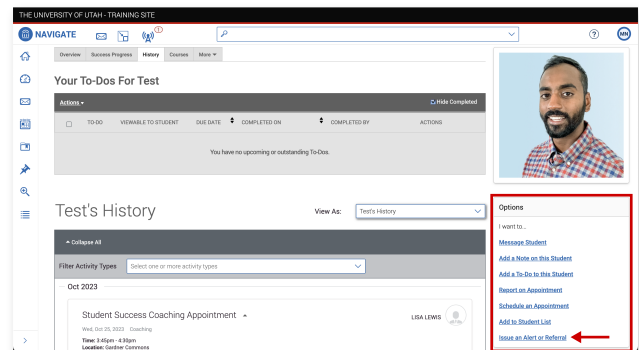 THE UNIVERSITY OF UTAH - TRAINING SITE
NAVIGATE
1
?
MN
Overview Success Progress History Courses More
Your To-Dos For Test
Actions
Hide Completed
TO-DO VIEWABLE TO STUDENT DUE DATE COMPLETED ON COMPLETED BY ACTIONS
You have no upcoming or outstanding To-Dos.
Test's History
View As: Test's History
Collapse All
Filter Activity Types Select one or more activity types
Oct 2023
Student Success Coaching Appointment
LISA LEWIS
Wed, Oct 25, 2023 Coaching
Time: 3:45pm - 4:30pm
Location: Gardner Commons
Options
I want to...
Message Student
Add a Note on this Student
Add a To-Do to this Student
Report on Appointment
Schedule an Appointment
Add to Student List
Issue an Alert or Referral